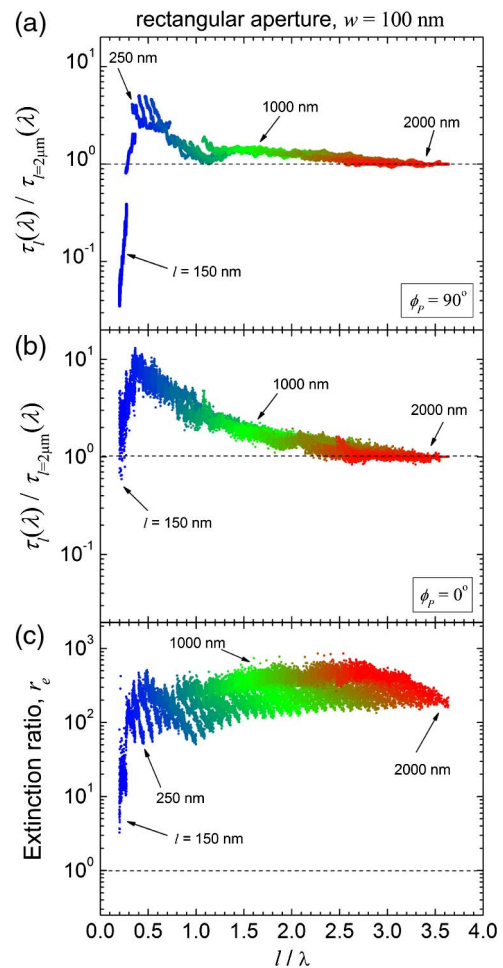 (a) rectangular aperture, w = 100 nm
250 nm
1000 nm
2000 nm
l = 150 nm
ϕP = 90°
τl(λ) / τl=2μm(λ)
10¹
10⁰
10⁻¹
(b)
1000 nm
2000 nm
l = 150 nm
ϕP = 0°
τl(λ) / τl=2μm(λ)
10¹
10⁰
10⁻¹
(c)
1000 nm
250 nm
2000 nm
l = 150 nm
Extinction ratio, re
10³
10²
10¹
10⁰
0.0 0.5 1.0 1.5 2.0 2.5 3.0 3.5 4.0
l / λ